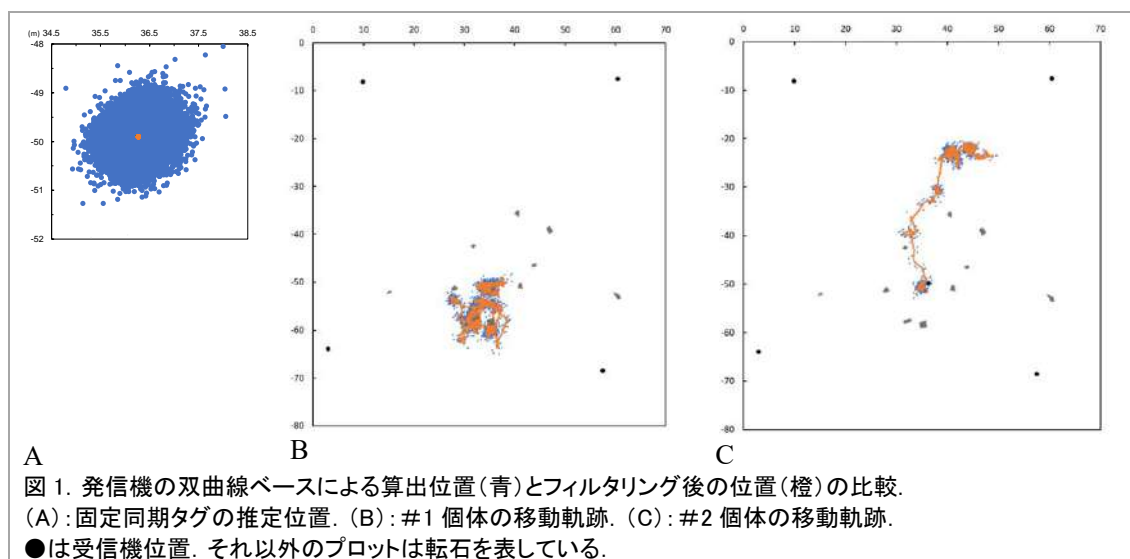 (m) 34.5 35.5 36.5 37.5 38.5
-48
-49
-50
-51
-52
A
0 10 20 30 40 50 60 70
0
-10
-20
-30
-40
-50
-60
-70
-80
B
0 10 20 30 40 50 60 70
0
-10
-20
-30
-40
-50
-60
-70
-80
C
図 1. 発信機の双曲線ベースによる算出位置(青)とフィルタリング後の位置(橙)の比較.
(A):固定同期タグの推定位置. (B):#1 個体の移動軌跡. (C):#2 個体の移動軌跡.
●は受信機位置. それ以外のプロットは転石を表している.